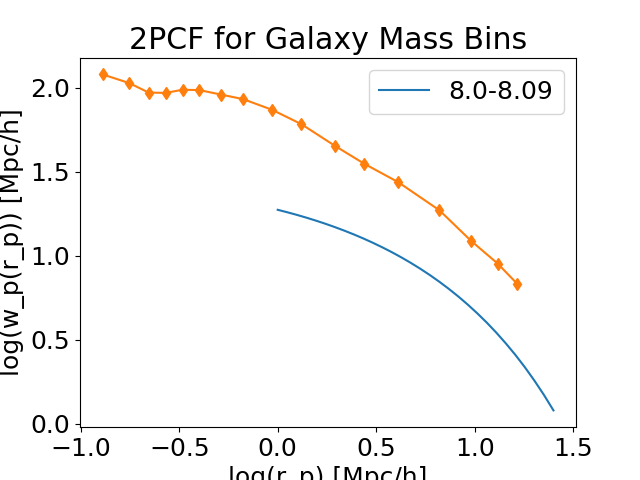 2PCF for Galaxy Mass Bins
8.0-8.09
2.0
1.5
1.0
0.5
0.0
log(w_p(r_p)) [Mpc/h]
−1.0 −0.5 0.0 0.5 1.0 1.5
log(r_p) [Mpc/h]